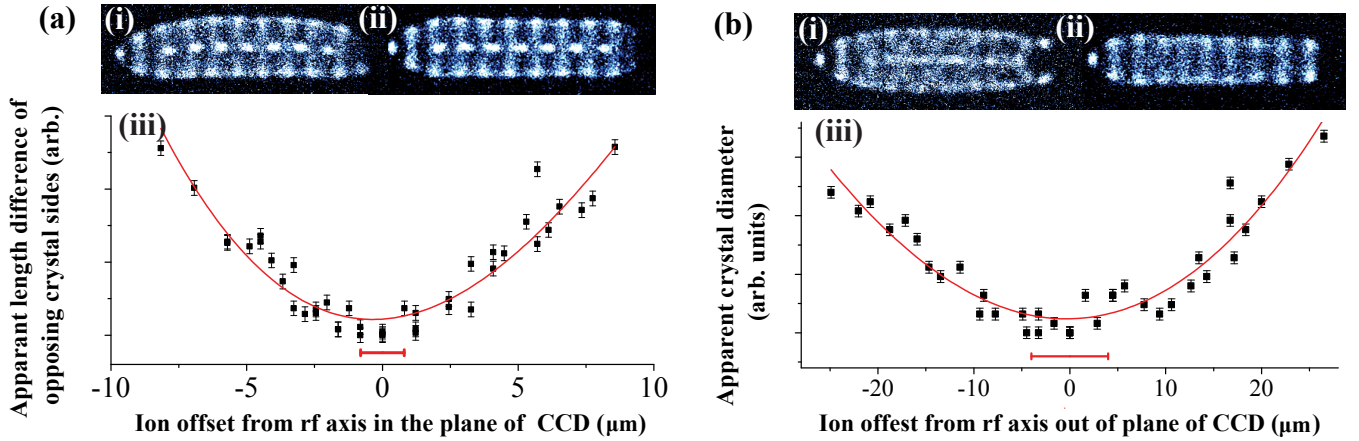 (a)
(i)
(ii)
Apparant length difference of
opposing crystal sides (arb.)
(iii)
-10
-5
0
5
10
Ion offset from rf axis in the plane of CCD (μm)
(b)
(i)
(ii)
Apparent crystal diameter
(arb. units)
(iii)
-20
-10
0
10
20
Ion offest from rf axis out of plane of CCD (μm)